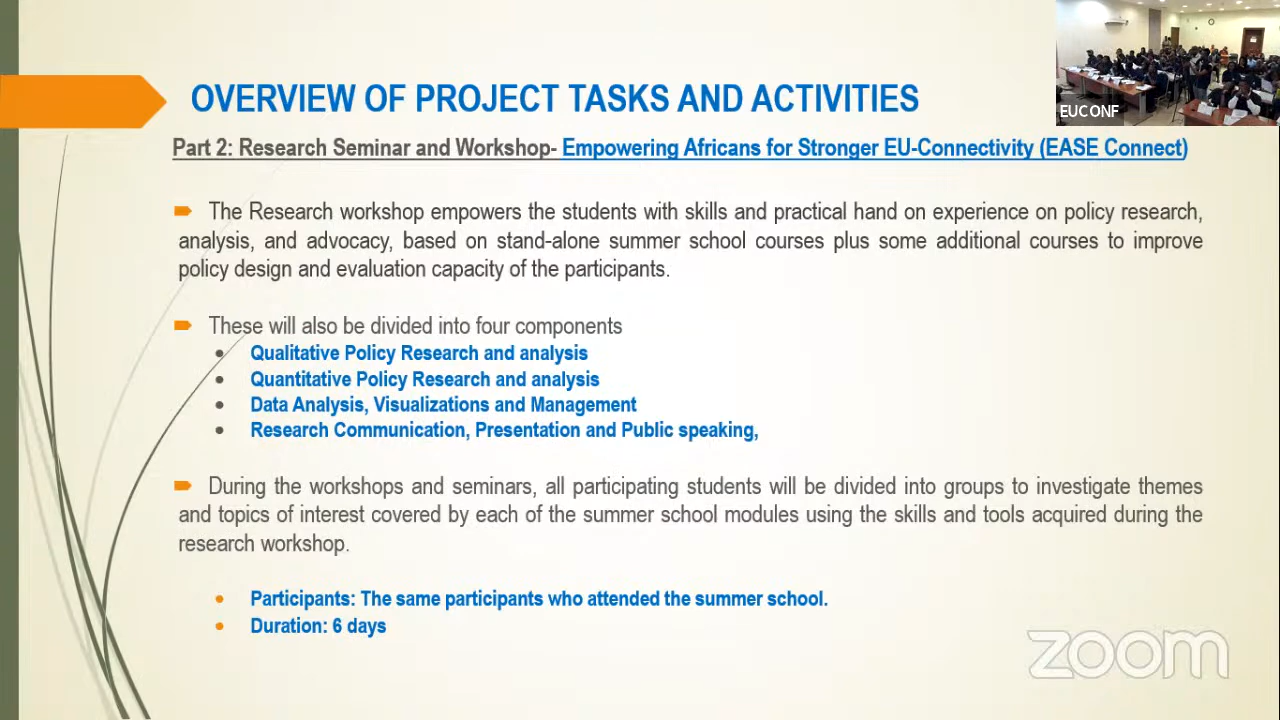 OVERVIEW OF PROJECT TASKS AND ACTIVITIES
EUCONF
Part 2: Research Seminar and Workshop- Empowering Africans for Stronger EU-Connectivity (EASE Connect)
The Research workshop empowers the students with skills and practical hand on experience on policy research,
analysis, and advocacy, based on stand-alone summer school courses plus some additional courses to improve
policy design and evaluation capacity of the participants.
These will also be divided into four components
• Qualitative Policy Research and analysis
• Quantitative Policy Research and analysis
• Data Analysis, Visualizations and Management
• Research Communication, Presentation and Public speaking,
During the workshops and seminars, all participating students will be divided into groups to investigate themes
and topics of interest covered by each of the summer school modules using the skills and tools acquired during the
research workshop.
• Participants: The same participants who attended the summer school.
• Duration: 6 days
zoom